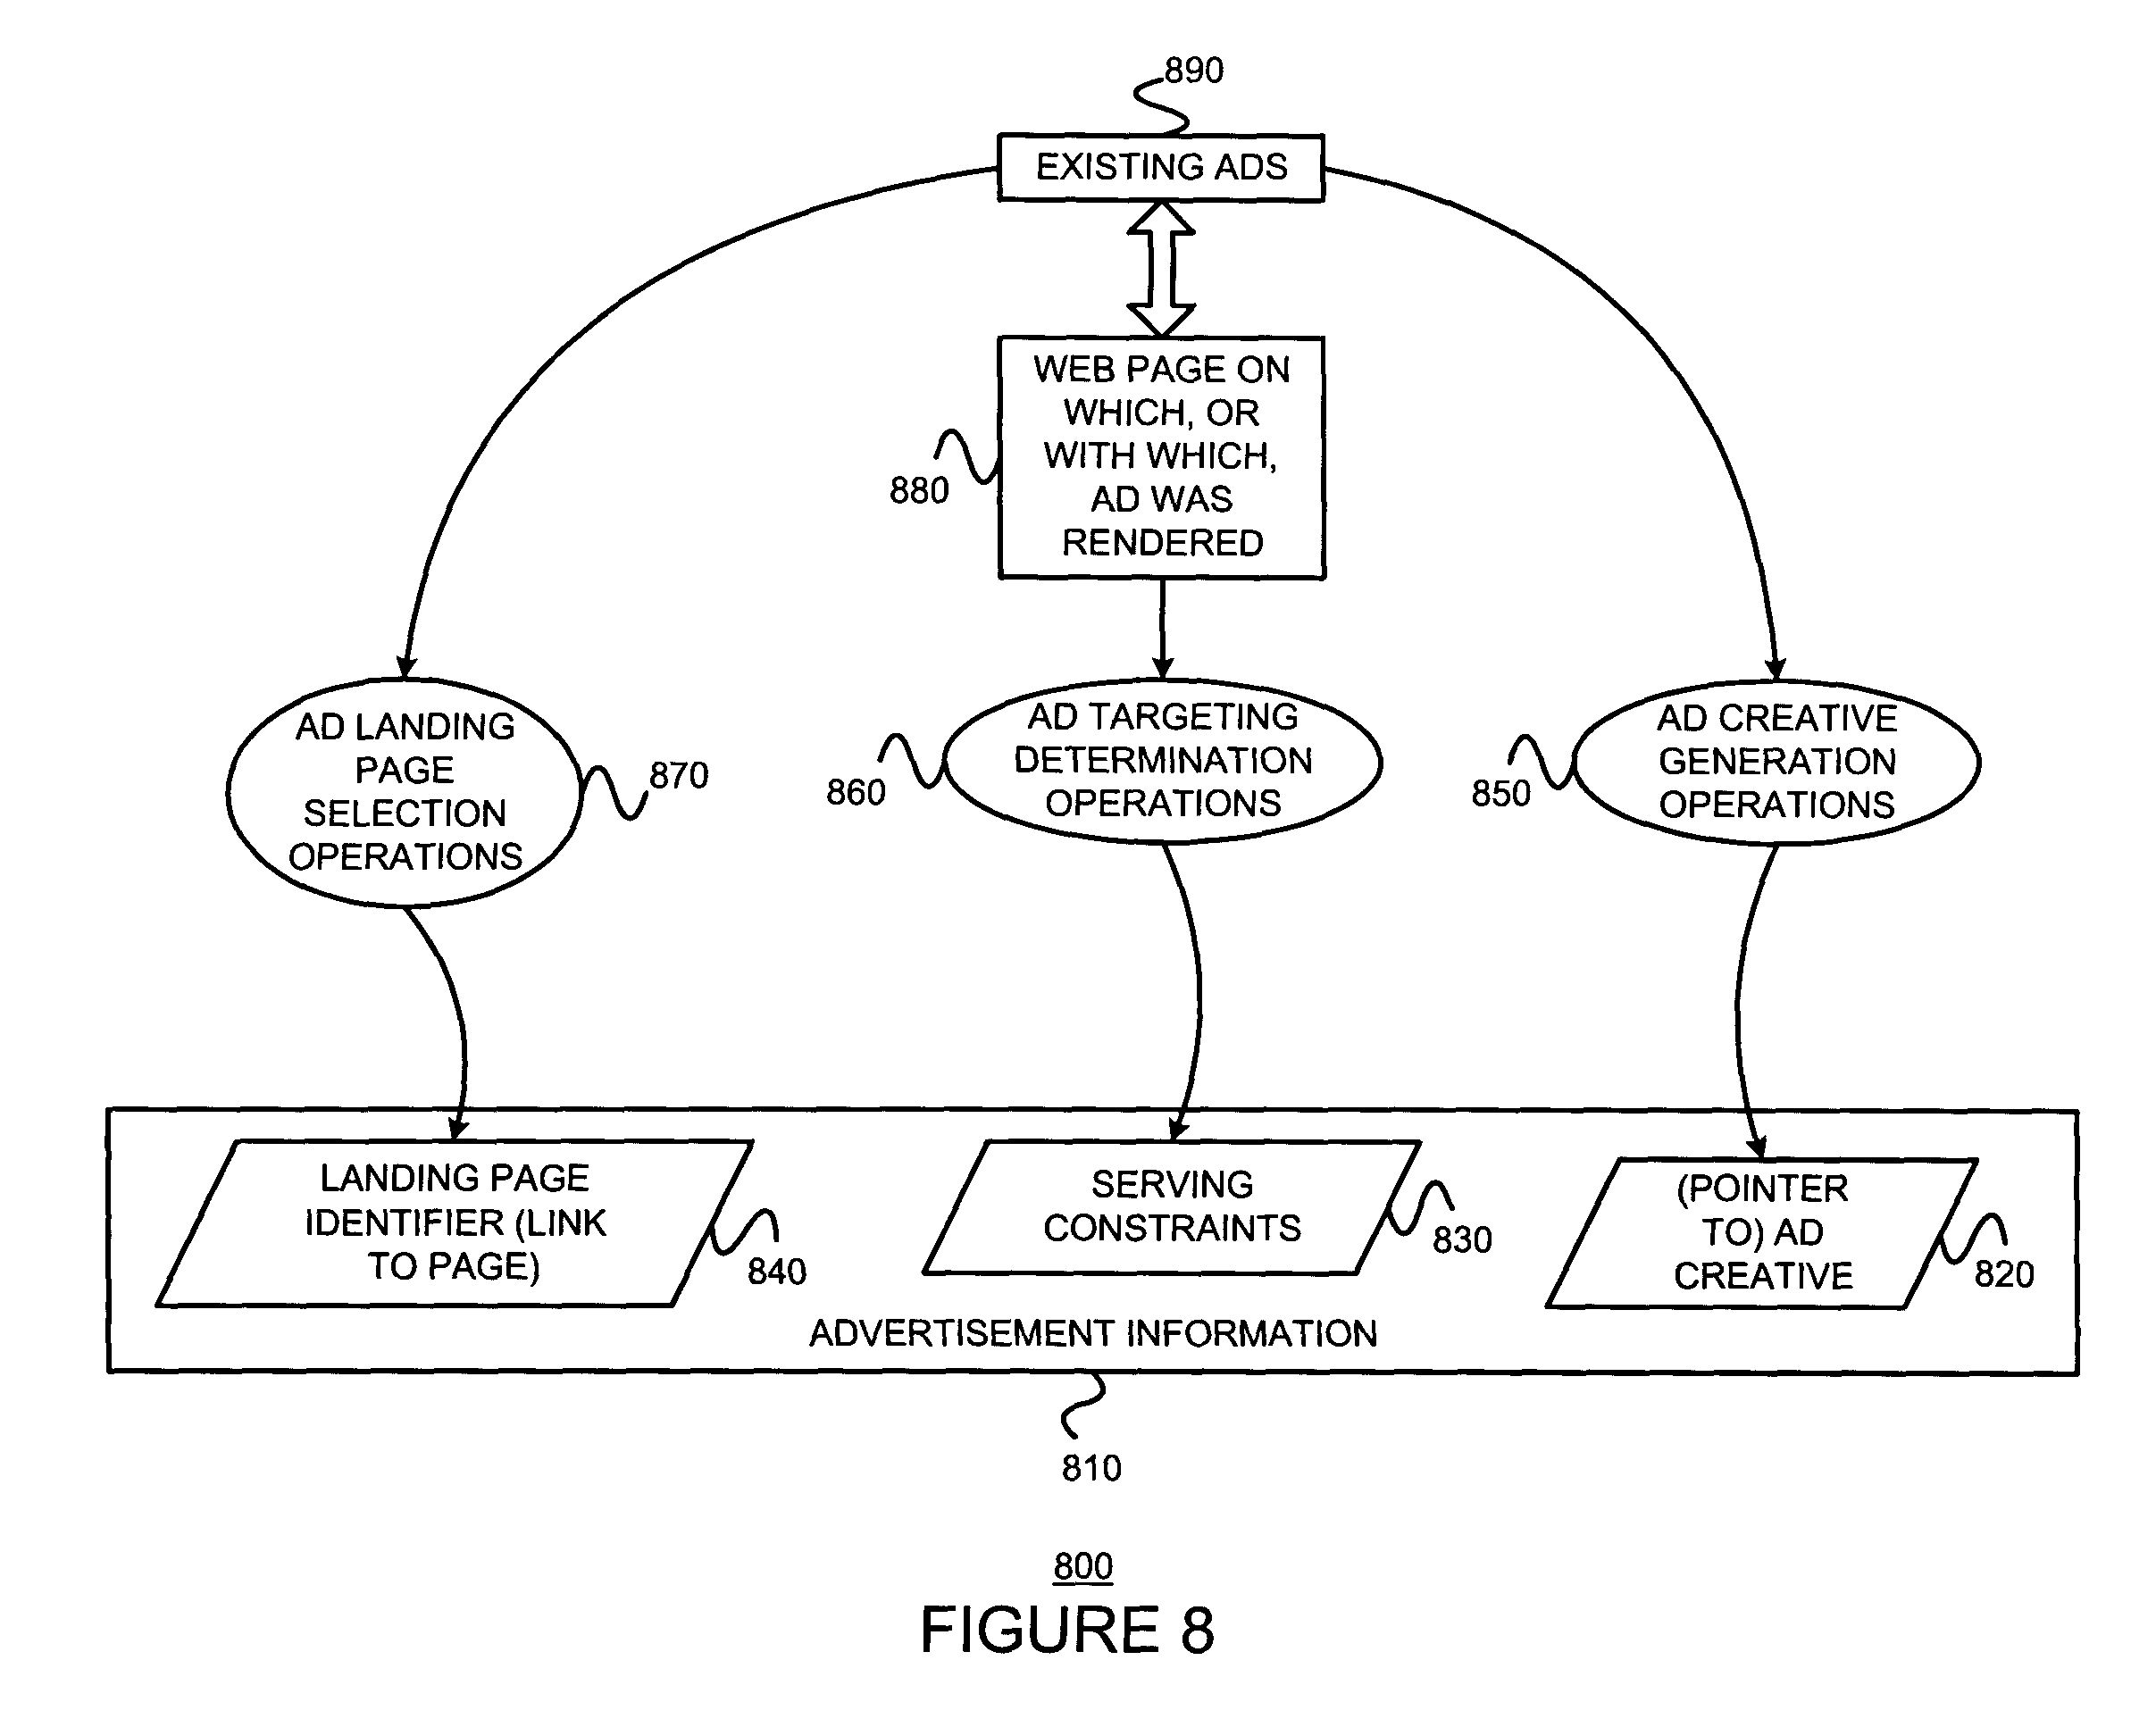 890
EXISTING ADS
WEB PAGE ON
WHICH, OR
WITH WHICH,
AD WAS
RENDERED
880
AD LANDING
PAGE
SELECTION
OPERATIONS
870
AD TARGETING
DETERMINATION
OPERATIONS
860
AD CREATIVE
GENERATION
OPERATIONS
850
LANDING PAGE
IDENTIFIER (LINK
TO PAGE)
840
SERVING
CONSTRAINTS
830
(POINTER
TO) AD
CREATIVE
820
ADVERTISEMENT INFORMATION
810
800
FIGURE 8